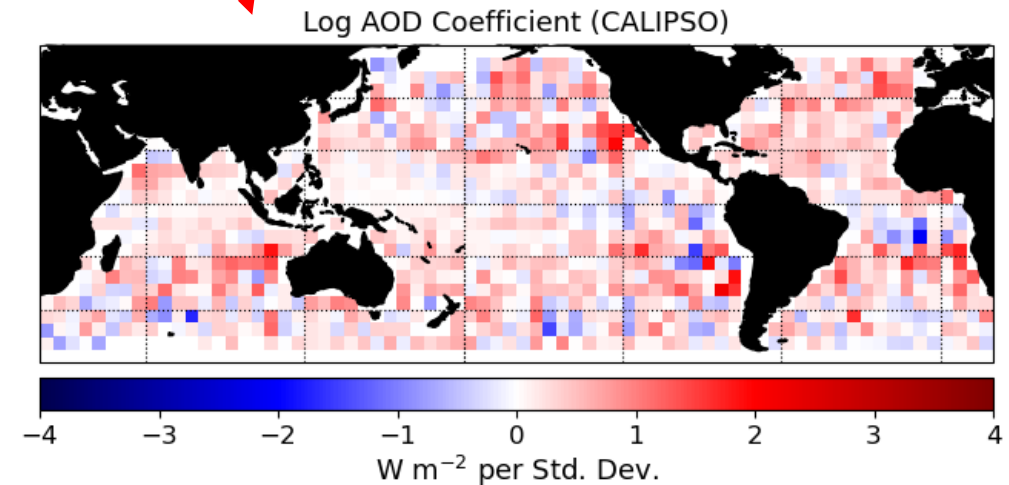 Log AOD Coefficient (CALIPSO)
−4 −3 −2 −1 0 1 2 3 4
W m⁻² per Std. Dev.